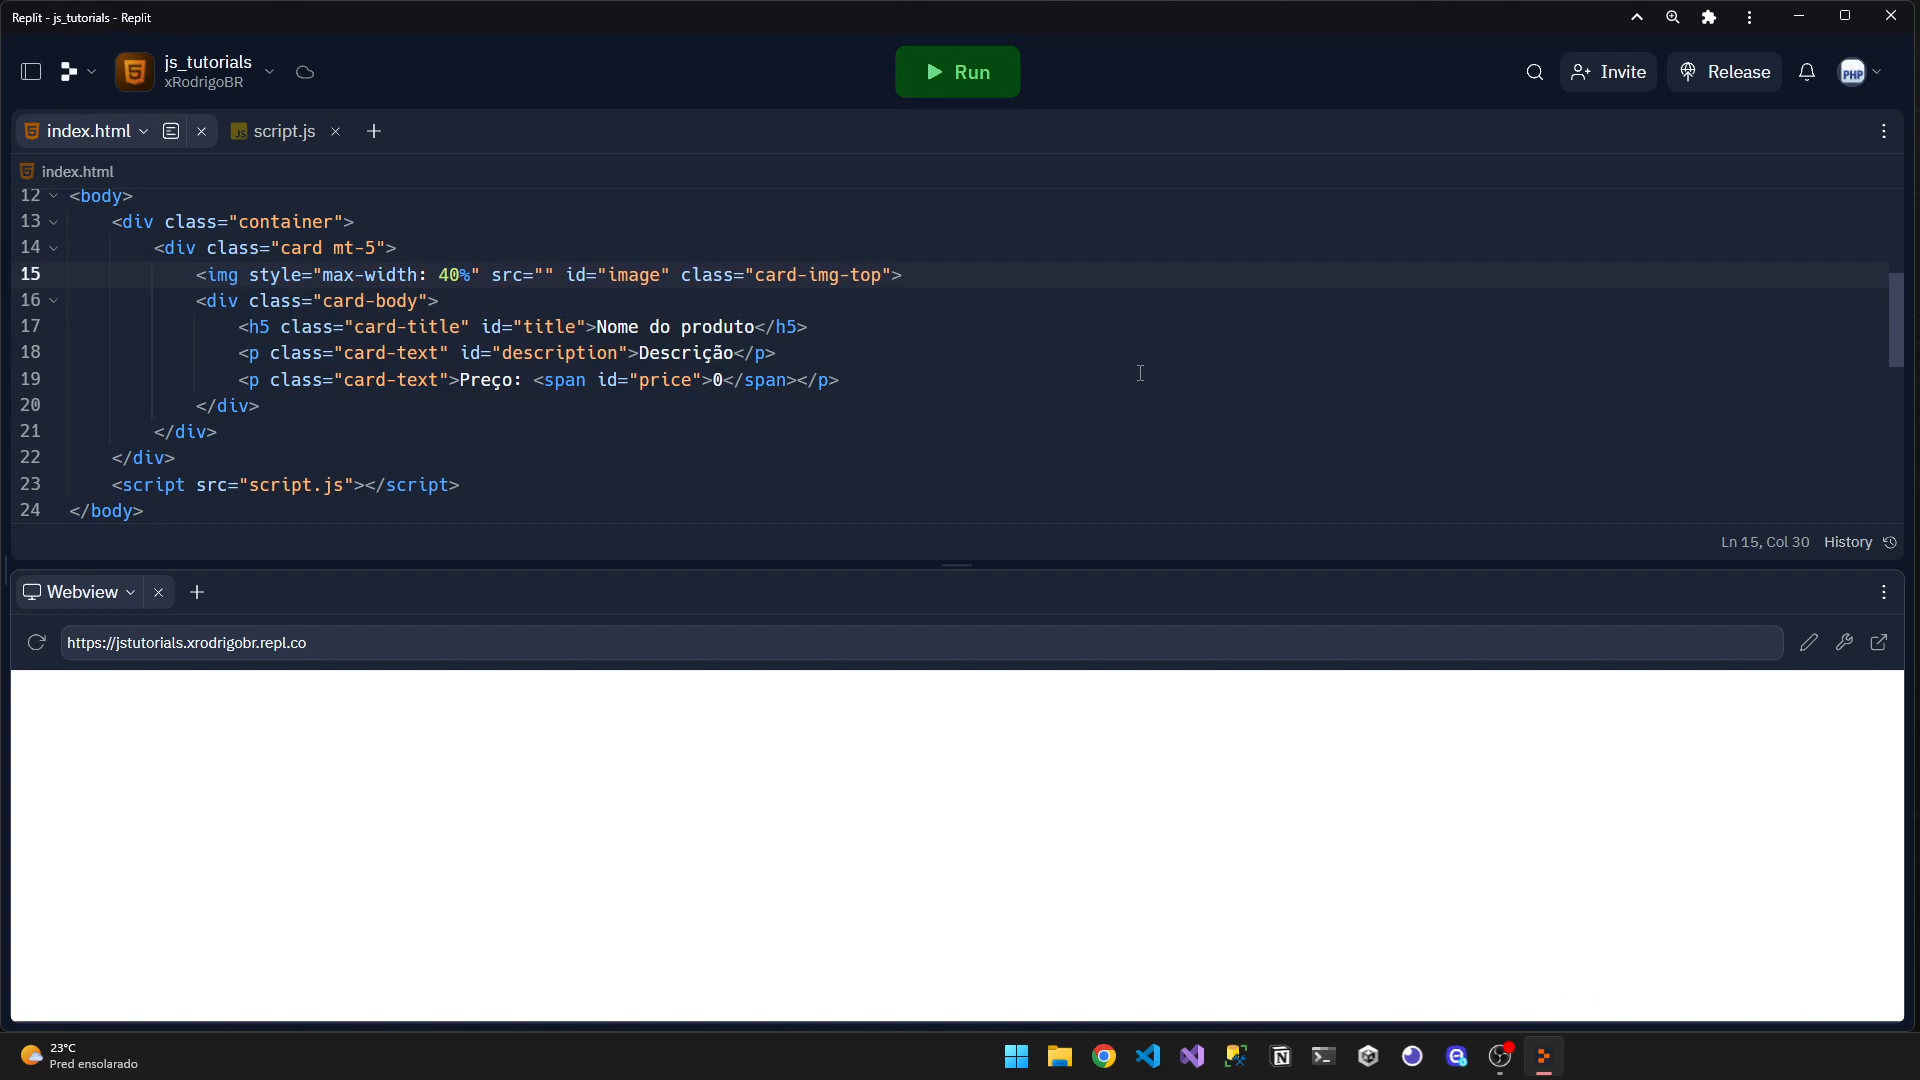 Replit - js_tutorials - Replit
js_tutorials
xRodrigoBR
Run
Invite
Release
PHP
index.html
JS script.js
index.html
12 <body>
13 <div class="container">
14 <div class="card mt-5">
15 <img style="max-width: 40%" src="" id="image" class="card-img-top">
16 <div class="card-body">
17 <h5 class="card-title" id="title">Nome do produto</h5>
18 <p class="card-text" id="description">Descrição</p>
19 <p class="card-text">Preço: <span id="price">0</span></p>
20 </div>
21 </div>
22 </div>
23 <script src="script.js"></script>
24 </body>
Ln 15, Col 30 History
Webview
https://jstutorials.xrodrigobr.repl.co
23°C
Pred ensolarado